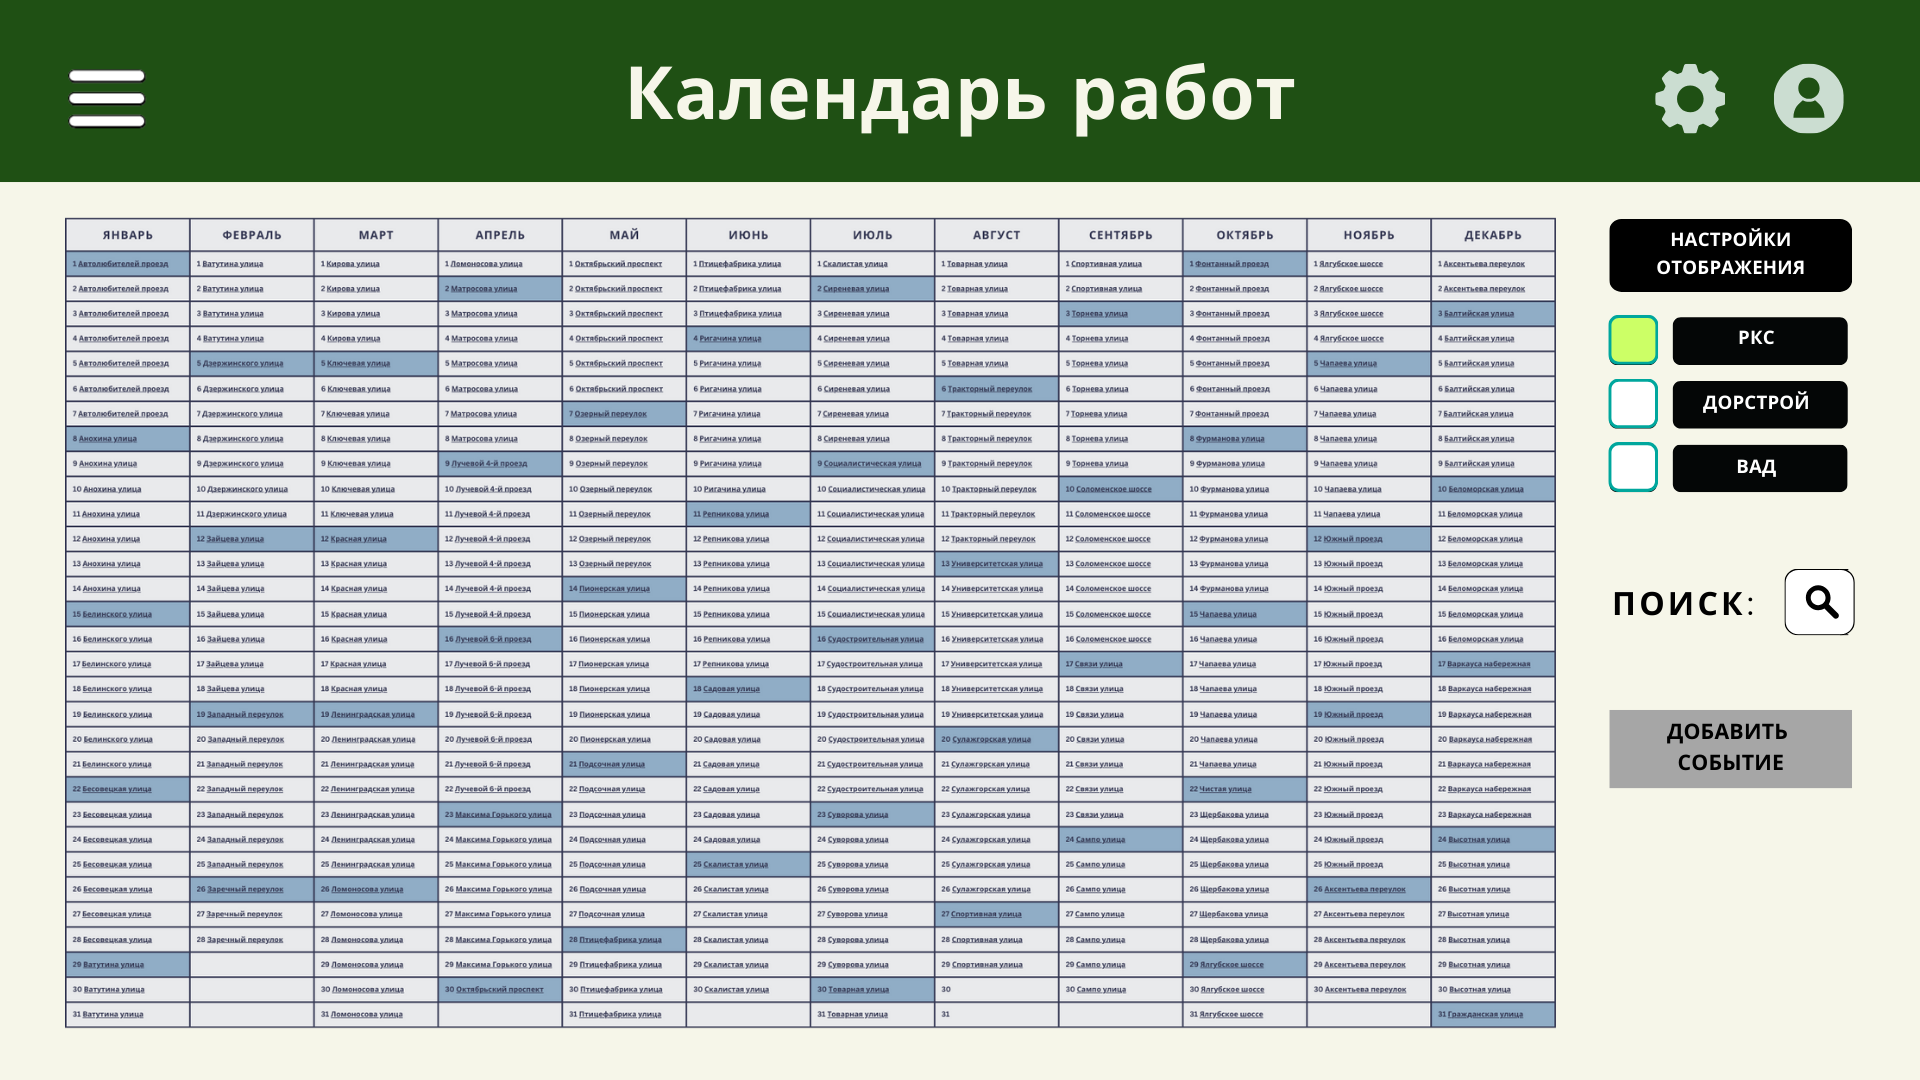 Календарь работ
ЯНВАРЬ ФЕВРАЛЬ МАРТ АПРЕЛЬ МАЙ ИЮНЬ ИЮЛЬ АВГУСТ СЕНТЯБРЬ ОКТЯБРЬ НОЯБРЬ ДЕКАБРЬ
1 Автолюбителей проезд 1 Ватутина улица 1 Кирова улица 1 Ломоносова улица 1 Октябрьский проспект 1 Птицефабрика улица 1 Скалистая улица 1 Товарная улица 1 Спортивная улица 1 Фонтанный проезд 1 Ялгубское шоссе 1 Аксентьева переулок
2 Автолюбителей проезд 2 Ватутина улица 2 Кирова улица 2 Матросова улица 2 Октябрьский проспект 2 Птицефабрика улица 2 Сиреневая улица 2 Товарная улица 2 Спортивная улица 2 Фонтанный проезд 2 Ялгубское шоссе 2 Аксентьева переулок
3 Автолюбителей проезд 3 Ватутина улица 3 Кирова улица 3 Матросова улица 3 Октябрьский проспект 3 Птицефабрика улица 3 Сиреневая улица 3 Товарная улица 3 Торнева улица 3 Фонтанный проезд 3 Ялгубское шоссе 3 Балтийская улица
4 Автолюбителей проезд 4 Ватутина улица 4 Кирова улица 4 Матросова улица 4 Октябрьский проспект 4 Ригачина улица 4 Сиреневая улица 4 Товарная улица 4 Торнева улица 4 Фонтанный проезд 4 Ялгубское шоссе 4 Балтийская улица
5 Автолюбителей проезд 5 Дзержинского улица 5 Ключевая улица 5 Матросова улица 5 Октябрьский проспект 5 Ригачина улица 5 Сиреневая улица 5 Товарная улица 5 Торнева улица 5 Фонтанный проезд 5 Чапаева улица 5 Балтийская улица
6 Автолюбителей проезд 6 Дзержинского улица 6 Ключевая улица 6 Матросова улица 6 Октябрьский проспект 6 Ригачина улица 6 Сиреневая улица 6 Тракторный переулок 6 Торнева улица 6 Фонтанный проезд 6 Чапаева улица 6 Балтийская улица
7 Автолюбителей проезд 7 Дзержинского улица 7 Ключевая улица 7 Матросова улица 7 Озерный переулок 7 Ригачина улица 7 Сиреневая улица 7 Тракторный переулок 7 Торнева улица 7 Фонтанный проезд 7 Чапаева улица 7 Балтийская улица
8 Анохина улица 8 Дзержинского улица 8 Ключевая улица 8 Матросова улица 8 Озерный переулок 8 Ригачина улица 8 Сиреневая улица 8 Тракторный переулок 8 Торнева улица 8 Фурманова улица 8 Чапаева улица 8 Балтийская улица
9 Анохина улица 9 Дзержинского улица 9 Ключевая улица 9 Лучевой 4-й проезд 9 Озерный переулок 9 Ригачина улица 9 Социалистическая улица 9 Тракторный переулок 9 Торнева улица 9 Фурманова улица 9 Чапаева улица 9 Балтийская улица
10 Анохина улица 10 Дзержинского улица 10 Ключевая улица 10 Лучевой 4-й проезд 10 Озерный переулок 10 Ригачина улица 10 Социалистическая улица 10 Тракторный переулок 10 Соломенское шоссе 10 Фурманова улица 10 Чапаева улица 10 Беломорская улица
11 Анохина улица 11 Дзержинского улица 11 Ключевая улица 11 Лучевой 4-й проезд 11 Озерный переулок 11 Репникова улица 11 Социалистическая улица 11 Тракторный переулок 11 Соломенское шоссе 11 Фурманова улица 11 Чапаева улица 11 Беломорская улица
12 Анохина улица 12 Зайцева улица 12 Красная улица 12 Лучевой 4-й проезд 12 Озерный переулок 12 Репникова улица 12 Социалистическая улица 12 Тракторный переулок 12 Соломенское шоссе 12 Фурманова улица 12 Южный проезд 12 Беломорская улица
13 Анохина улица 13 Зайцева улица 13 Красная улица 13 Лучевой 4-й проезд 13 Озерный переулок 13 Репникова улица 13 Социалистическая улица 13 Университетская улица 13 Соломенское шоссе 13 Фурманова улица 13 Южный проезд 13 Беломорская улица
14 Анохина улица 14 Зайцева улица 14 Красная улица 14 Лучевой 4-й проезд 14 Пионерская улица 14 Репникова улица 14 Социалистическая улица 14 Университетская улица 14 Соломенское шоссе 14 Фурманова улица 14 Южный проезд 14 Беломорская улица
15 Белинского улица 15 Зайцева улица 15 Красная улица 15 Лучевой 4-й проезд 15 Пионерская улица 15 Репникова улица 15 Социалистическая улица 15 Университетская улица 15 Соломенское шоссе 15 Чапаева улица 15 Южный проезд 15 Беломорская улица
16 Белинского улица 16 Зайцева улица 16 Красная улица 16 Лучевой 6-й проезд 16 Пионерская улица 16 Репникова улица 16 Судостроительная улица 16 Университетская улица 16 Соломенское шоссе 16 Чапаева улица 16 Южный проезд 16 Беломорская улица
17 Белинского улица 17 Зайцева улица 17 Красная улица 17 Лучевой 6-й проезд 17 Пионерская улица 17 Репникова улица 17 Судостроительная улица 17 Университетская улица 17 Связи улица 17 Чапаева улица 17 Южный проезд 17 Варкауса набережная
18 Белинского улица 18 Зайцева улица 18 Красная улица 18 Лучевой 6-й проезд 18 Пионерская улица 18 Садовая улица 18 Судостроительная улица 18 Университетская улица 18 Связи улица 18 Чапаева улица 18 Южный проезд 18 Варкауса набережная
19 Белинского улица 19 Западный переулок 19 Ленинградская улица 19 Лучевой 6-й проезд 19 Пионерская улица 19 Садовая улица 19 Судостроительная улица 19 Университетская улица 19 Связи улица 19 Чапаева улица 19 Южный проезд 19 Варкауса набережная
20 Белинского улица 20 Западный переулок 20 Ленинградская улица 20 Лучевой 6-й проезд 20 Пионерская улица 20 Садовая улица 20 Судостроительная улица 20 Сулажгорская улица 20 Связи улица 20 Чапаева улица 20 Южный проезд 20 Варкауса набережная
21 Белинского улица 21 Западный переулок 21 Ленинградская улица 21 Лучевой 6-й проезд 21 Подсочная улица 21 Садовая улица 21 Судостроительная улица 21 Сулажгорская улица 21 Связи улица 21 Чапаева улица 21 Южный проезд 21 Варкауса набережная
22 Бесовецкая улица 22 Западный переулок 22 Ленинградская улица 22 Лучевой 6-й проезд 22 Подсочная улица 22 Садовая улица 22 Судостроительная улица 22 Сулажгорская улица 22 Связи улица 22 Чистая улица 22 Южный проезд 22 Варкауса набережная
23 Бесовецкая улица 23 Западный переулок 23 Ленинградская улица 23 Максима Горького улица 23 Подсочная улица 23 Садовая улица 23 Суворова улица 23 Сулажгорская улица 23 Связи улица 23 Щербакова улица 23 Южный проезд 23 Варкауса набережная
24 Бесовецкая улица 24 Западный переулок 24 Ленинградская улица 24 Максима Горького улица 24 Подсочная улица 24 Садовая улица 24 Суворова улица 24 Сулажгорская улица 24 Сампо улица 24 Щербакова улица 24 Южный проезд 24 Высотная улица
25 Бесовецкая улица 25 Западный переулок 25 Ленинградская улица 25 Максима Горького улица 25 Подсочная улица 25 Скалистая улица 25 Суворова улица 25 Сулажгорская улица 25 Сампо улица 25 Щербакова улица 25 Южный проезд 25 Высотная улица
26 Бесовецкая улица 26 Заречный переулок 26 Ломоносова улица 26 Максима Горького улица 26 Подсочная улица 26 Скалистая улица 26 Суворова улица 26 Сулажгорская улица 26 Сампо улица 26 Щербакова улица 26 Аксентьева переулок 26 Высотная улица
27 Бесовецкая улица 27 Заречный переулок 27 Ломоносова улица 27 Максима Горького улица 27 Подсочная улица 27 Скалистая улица 27 Суворова улица 27 Спортивная улица 27 Сампо улица 27 Щербакова улица 27 Аксентьева переулок 27 Высотная улица
28 Бесовецкая улица 28 Заречный переулок 28 Ломоносова улица 28 Максима Горького улица 28 Птицефабрика улица 28 Скалистая улица 28 Суворова улица 28 Спортивная улица 28 Сампо улица 28 Щербакова улица 28 Аксентьева переулок 28 Высотная улица
29 Ватутина улица 29 Ломоносова улица 29 Максима Горького улица 29 Птицефабрика улица 29 Скалистая улица 29 Суворова улица 29 Спортивная улица 29 Сампо улица 29 Ялгубское шоссе 29 Аксентьева переулок 29 Высотная улица
30 Ватутина улица 30 Ломоносова улица 30 Октябрьский проспект 30 Птицефабрика улица 30 Скалистая улица 30 Товарная улица 30 30 Сампо улица 30 Ялгубское шоссе 30 Аксентьева переулок 30 Высотная улица
31 Ватутина улица 31 Ломоносова улица 31 Птицефабрика улица 31 Товарная улица 31 31 Ялгубское шоссе 31 Гражданская улица
НАСТРОЙКИ
ОТОБРАЖЕНИЯ
РКС
ДОРСТРОЙ
ВАД
ПОИСК:
ДОБАВИТЬ
СОБЫТИЕ